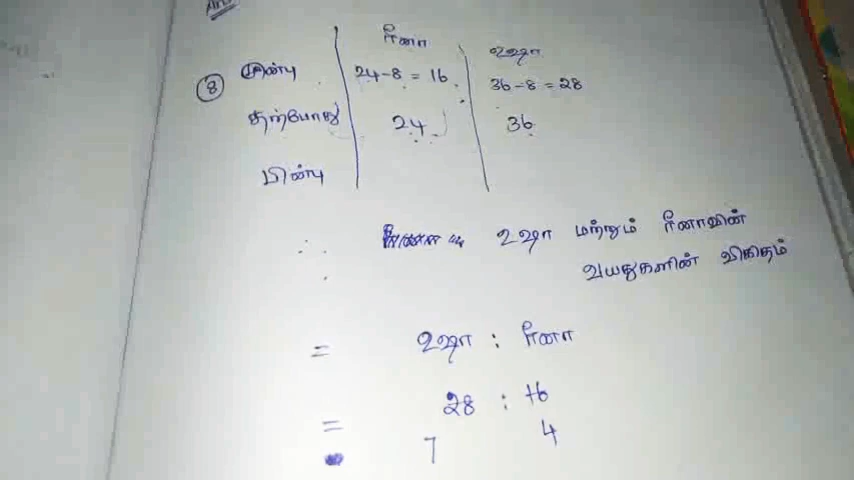 Ans
ரீனா உஷா
⑧ முன்பு 24-8 = 16 36-8 = 28
தற்போது 24 36
பின்பு
∴ உஷா மற்றும் ரீனாவின்
வயதுகளின் விகிதம்
= உஷா : ரீனா
= 28 : 16
7 4